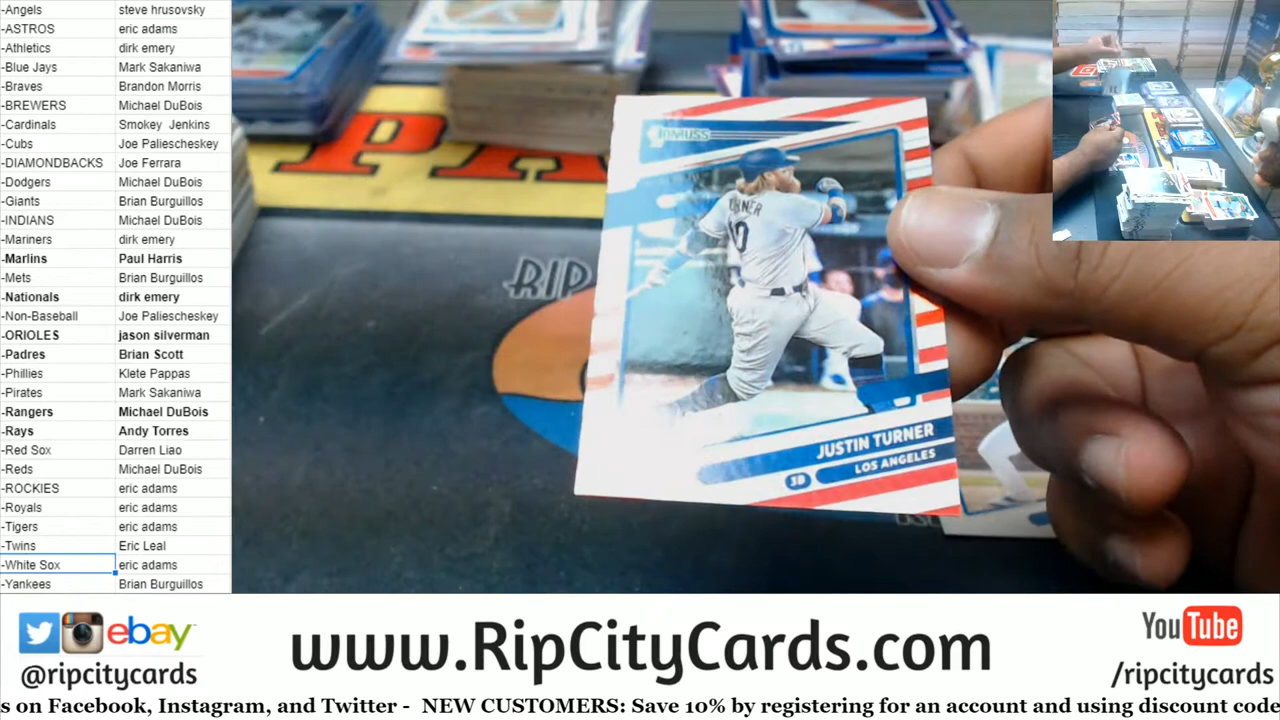 -Angels steve hrusovsky
-ASTROS eric adams
-Athletics dirk emery
-Blue Jays Mark Sakaniwa
-Braves Brandon Morris
-BREWERS Michael DuBois
-Cardinals Smokey Jenkins
-Cubs Joe Paliescheskey
-DIAMONDBACKS Joe Ferrara
-Dodgers Michael DuBois
-Giants Brian Burguillos
-INDIANS Michael DuBois
-Mariners dirk emery
-Marlins Paul Harris
-Mets Brian Burguillos
-Nationals dirk emery
-Non-Baseball Joe Paliescheskey
-ORIOLES jason silverman
-Padres Brian Scott
-Phillies Klete Pappas
-Pirates Mark Sakaniwa
-Rangers Michael DuBois
-Rays Andy Torres
-Red Sox Darren Liao
-Reds Michael DuBois
-ROCKIES eric adams
-Royals eric adams
-Tigers eric adams
-Twins Eric Leal
-White Sox eric adams
-Yankees Brian Burguillos
PA
RIP
DONRUSS
TURNER
10
JUSTIN TURNER
3B LOS ANGELES
ebay
@ripcitycards
www.RipCityCards.com
YouTube
/ripcitycards
s on Facebook, Instagram, and Twitter - NEW CUSTOMERS: Save 10% by registering for an account and using discount code